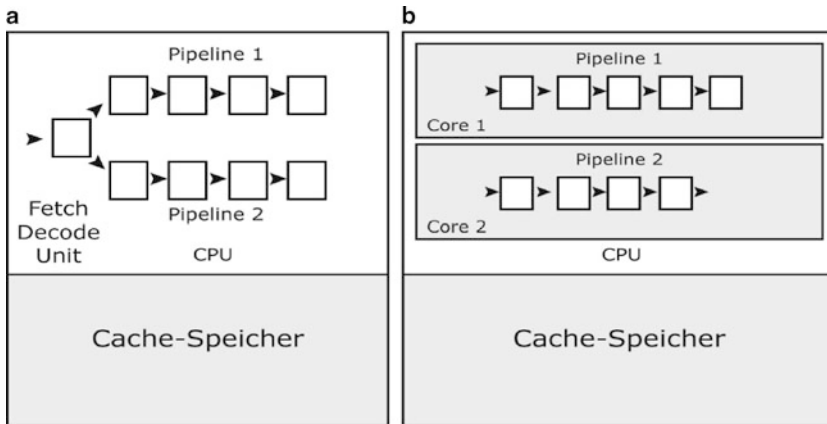 a
Pipeline 1
Pipeline 2
Fetch
Decode
Unit
CPU
Cache-Speicher
b
Pipeline 1
Core 1
Pipeline 2
Core 2
CPU
Cache-Speicher